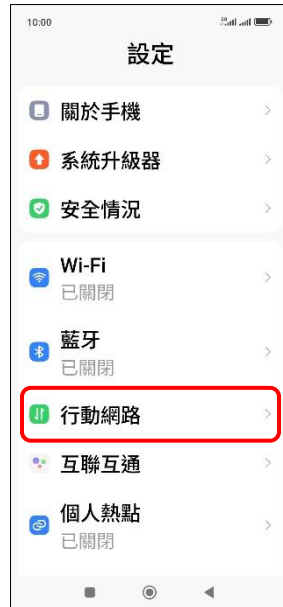 10:00
設定
關於手機
系統升級器
安全情況
Wi-Fi
已關閉
藍牙
已關閉
行動網路
互聯互通
個人熱點
已關閉